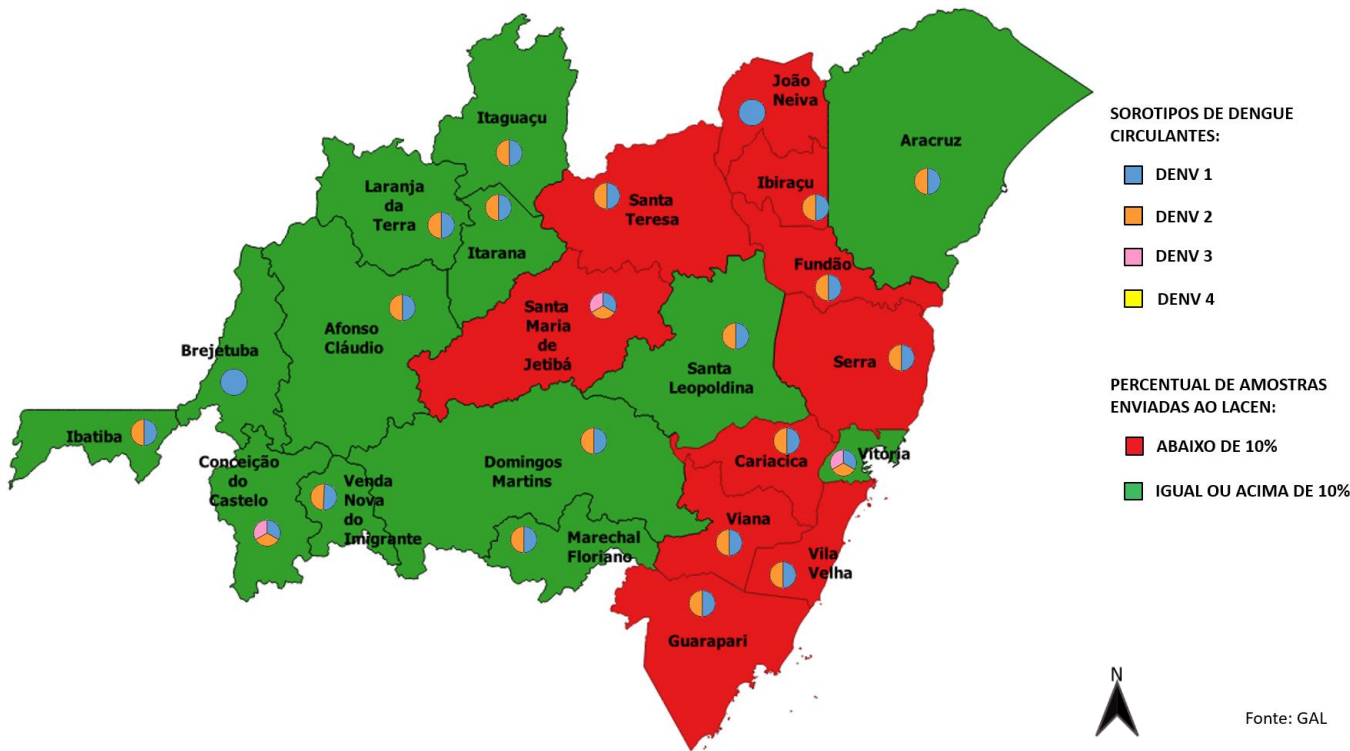 João
Neiva
Itaguaçu
Aracruz
Laranja
da
Terra
Ibiraçu
Santa
Teresa
Itarana
Fundão
Santa
Maria
de
Jetibá
Afonso
Cláudio
Brejetuba
Santa
Leopoldina
Serra
Ibatiba
Conceição
do
Castelo
Venda
Nova
do
Imigrante
Domingos
Martins
Cariacica
Vitória
Marechal
Floriano
Viana
Vila
Velha
Guarapari
SOROTIPOS DE DENGUE
CIRCULANTES:
DENV 1
DENV 2
DENV 3
DENV 4
PERCENTUAL DE AMOSTRAS
ENVIADAS AO LACEN:
ABAIXO DE 10%
IGUAL OU ACIMA DE 10%
N
Fonte: GAL